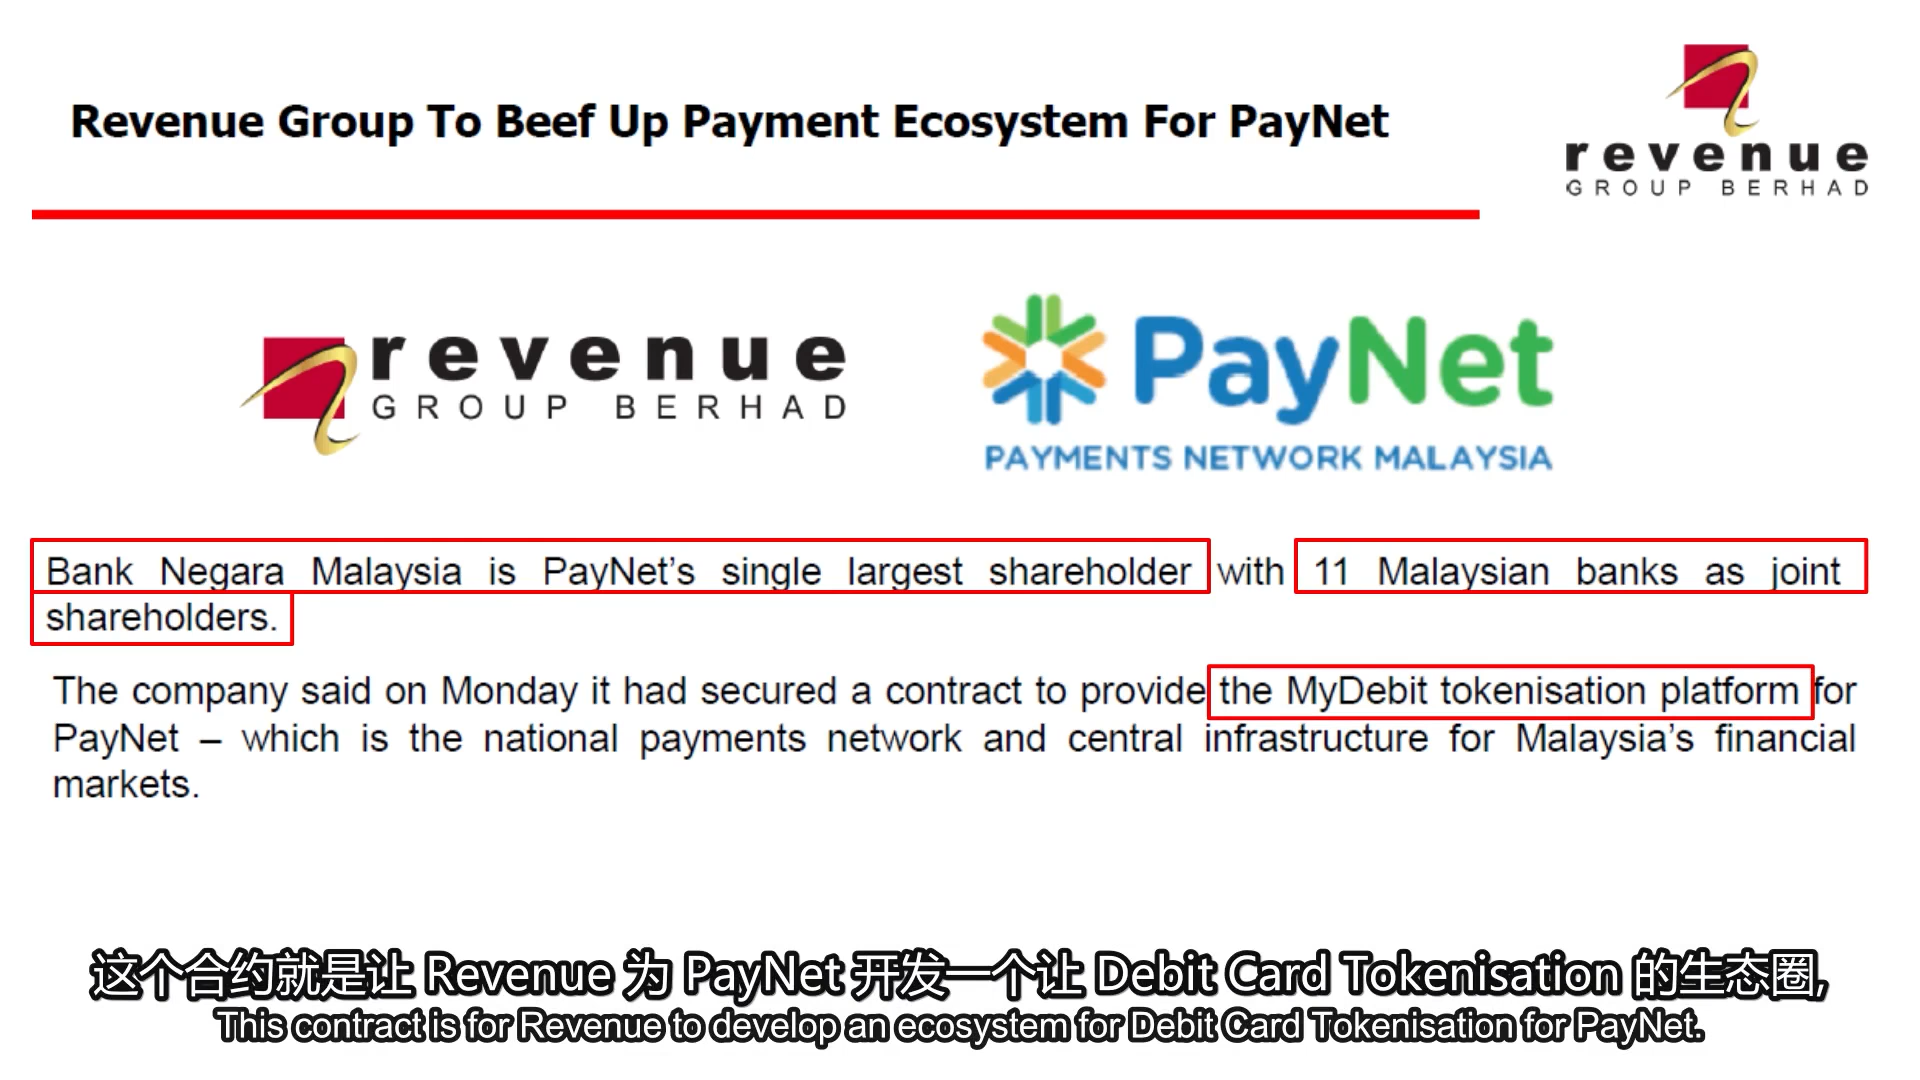 Revenue Group To Beef Up Payment Ecosystem For PayNet
revenue
GROUP BERHAD
revenue
GROUP BERHAD
PayNet
PAYMENTS NETWORK MALAYSIA
Bank Negara Malaysia is PayNet’s single largest shareholder with 11 Malaysian banks as joint
shareholders.
The company said on Monday it had secured a contract to provide the MyDebit tokenisation platform for
PayNet – which is the national payments network and central infrastructure for Malaysia’s financial
markets.
这个合约就是让 Revenue 为 PayNet 开发一个让 Debit Card Tokenisation 的生态圈,
This contract is for Revenue to develop an ecosystem for Debit Card Tokenisation for PayNet.